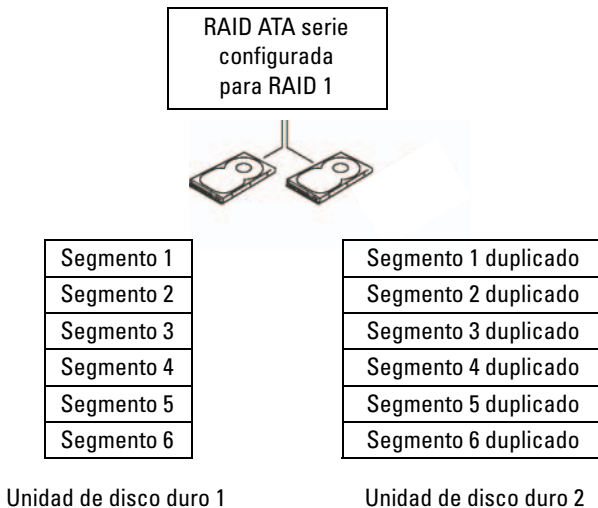 RAID ATA serie
configurada
para RAID 1
Segmento 1
Segmento 1 duplicado
Segmento 2
Segmento 2 duplicado
Segmento 3
Segmento 3 duplicado
Segmento 4
Segmento 4 duplicado
Segmento 5
Segmento 5 duplicado
Segmento 6
Segmento 6 duplicado
Unidad de disco duro 1
Unidad de disco duro 2